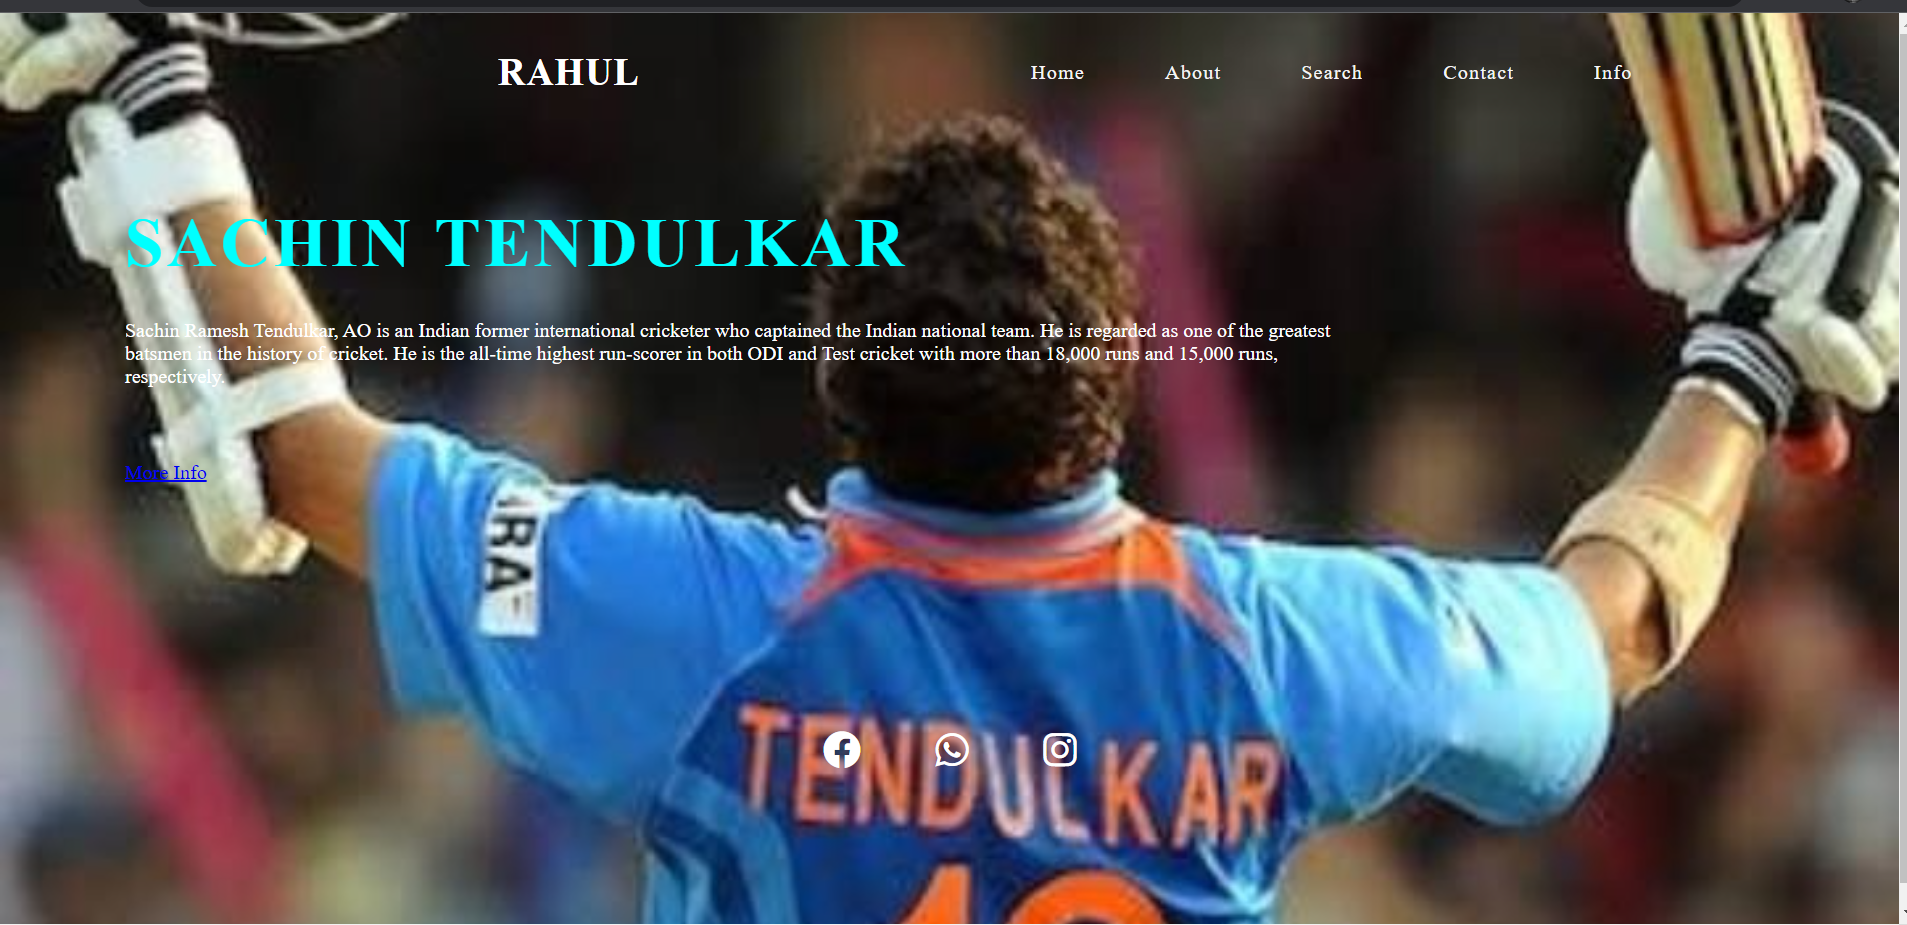 RAHUL
Home About Search Contact Info
SACHIN TENDULKAR
Sachin Ramesh Tendulkar, AO is an Indian former international cricketer who captained the Indian national team. He is regarded as one of the greatest
batsmen in the history of cricket. He is the all-time highest run-scorer in both ODI and Test cricket with more than 18,000 runs and 15,000 runs,
respectively.
More Info
TENDULKAR